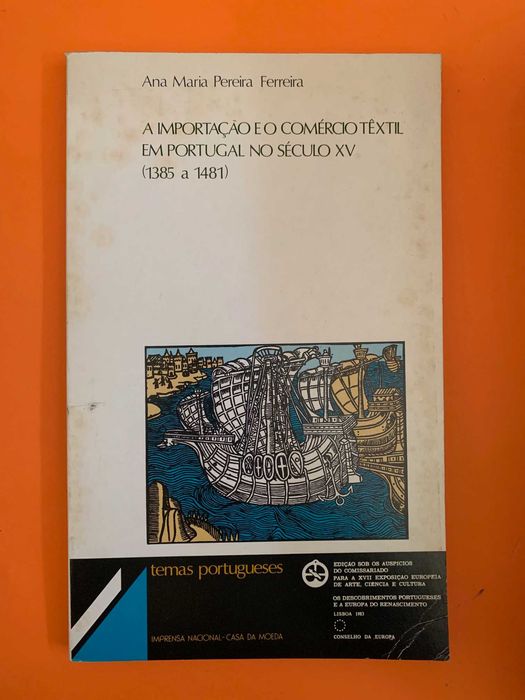 Ana Maria Pereira Ferreira
A IMPORTAÇÃO E O COMÉRCIO TÊXTIL
EM PORTUGAL NO SÉCULO XV
(1385 a 1481)
temas portugueses
IMPRENSA NACIONAL-CASA DA MOEDA
EDIÇÃO SOB OS AUSPÍCIOS
DO COMISSARIADO
PARA A XVII EXPOSIÇÃO EUROPEIA
DE ARTE, CIÊNCIA E CULTURA
OS DESCOBRIMENTOS PORTUGUESES
E A EUROPA DO RENASCIMENTO
LISBOA 1983
CONSELHO DA EUROPA